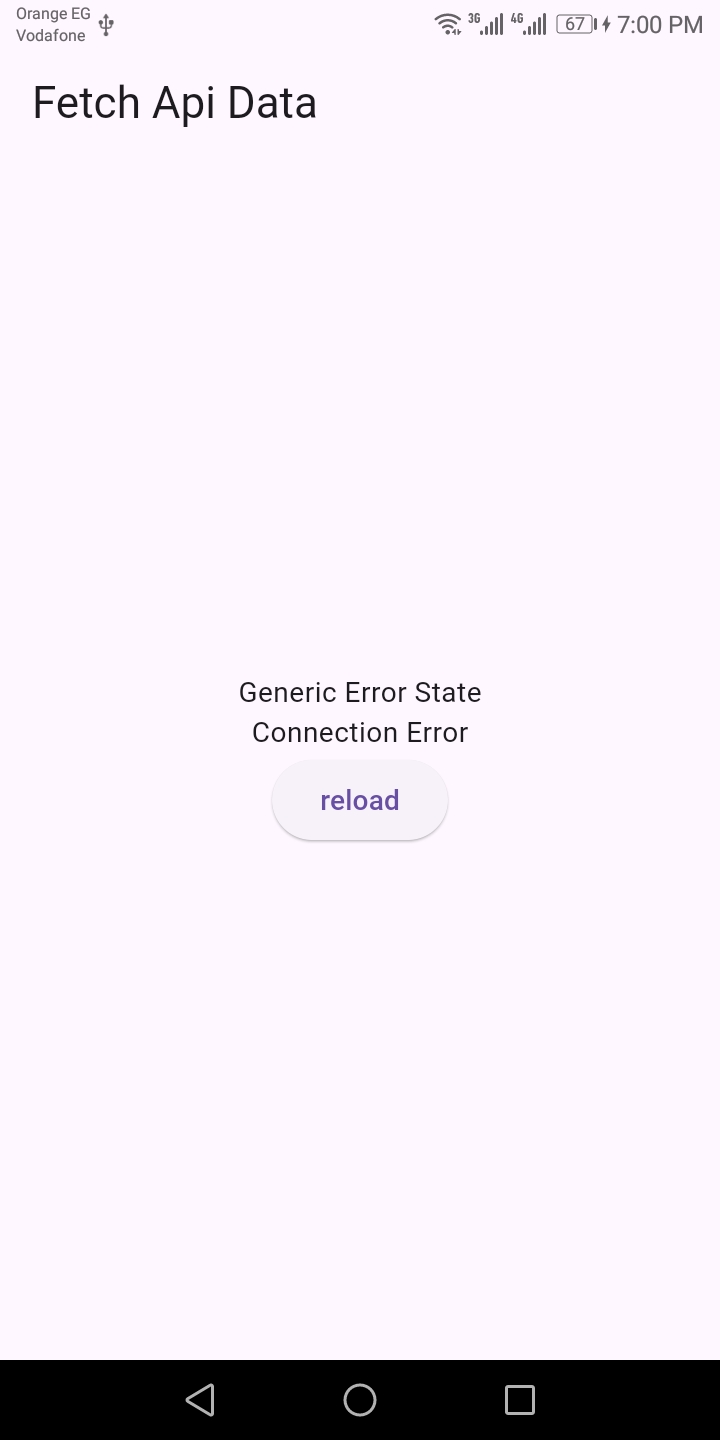 Orange EG
Vodafone
3G 4G 67 7:00 PM
Fetch Api Data
Generic Error State
Connection Error
reload